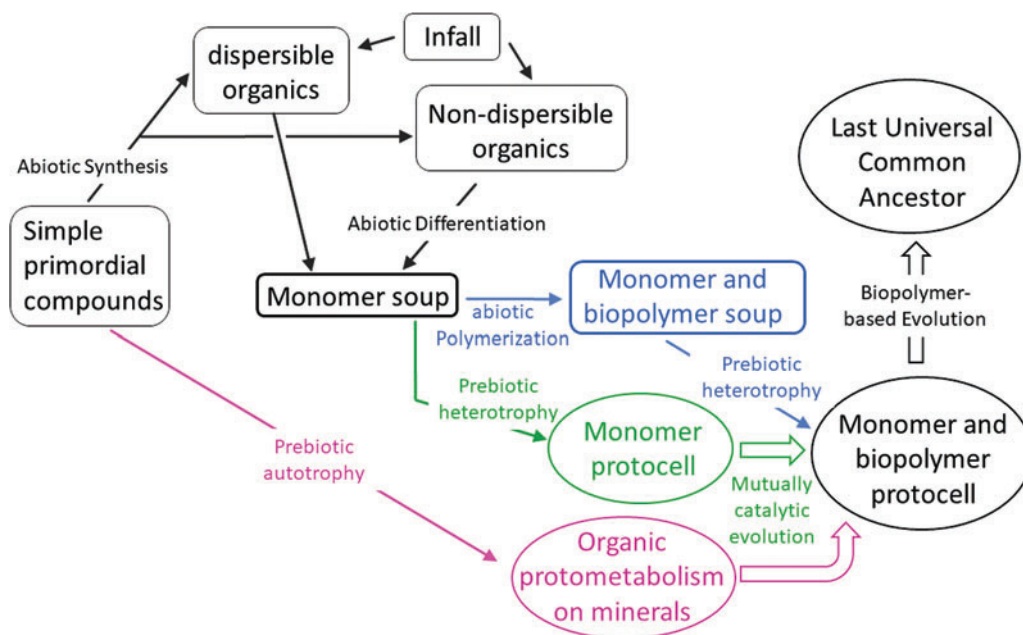 Infall
dispersible
organics
Non-dispersible
organics
Last Universal
Common
Ancestor
Abiotic Synthesis
Simple
primordial
compounds
Abiotic Differentiation
Monomer soup
Monomer and
biopolymer soup
abiotic
Polymerization
Biopolymer-
based Evolution
Prebiotic
heterotrophy
Prebiotic
heterotrophy
Monomer
protocell
Monomer and
biopolymer
protocell
Prebiotic
autotrophy
Mutually
catalytic
evolution
Organic
protometabolism
on minerals